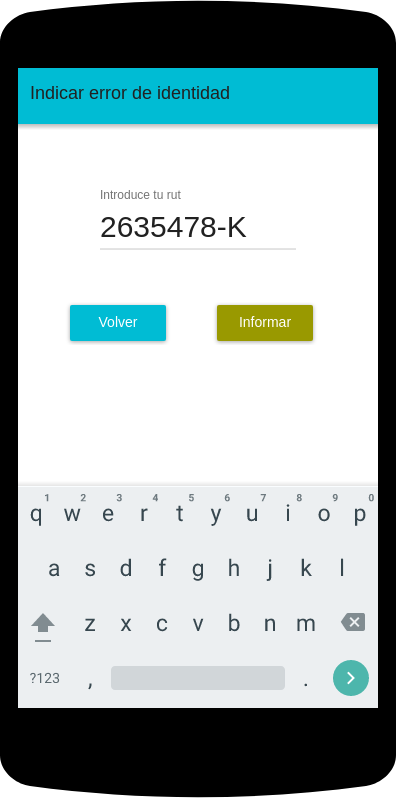 Indicar error de identidad
Introduce tu rut
2635478-K
Volver Informar
1 2 3 4 5 6 7 8 9 0
q w e r t y u i o p
a s d f g h j k l
z x c v b n m
?123 , .